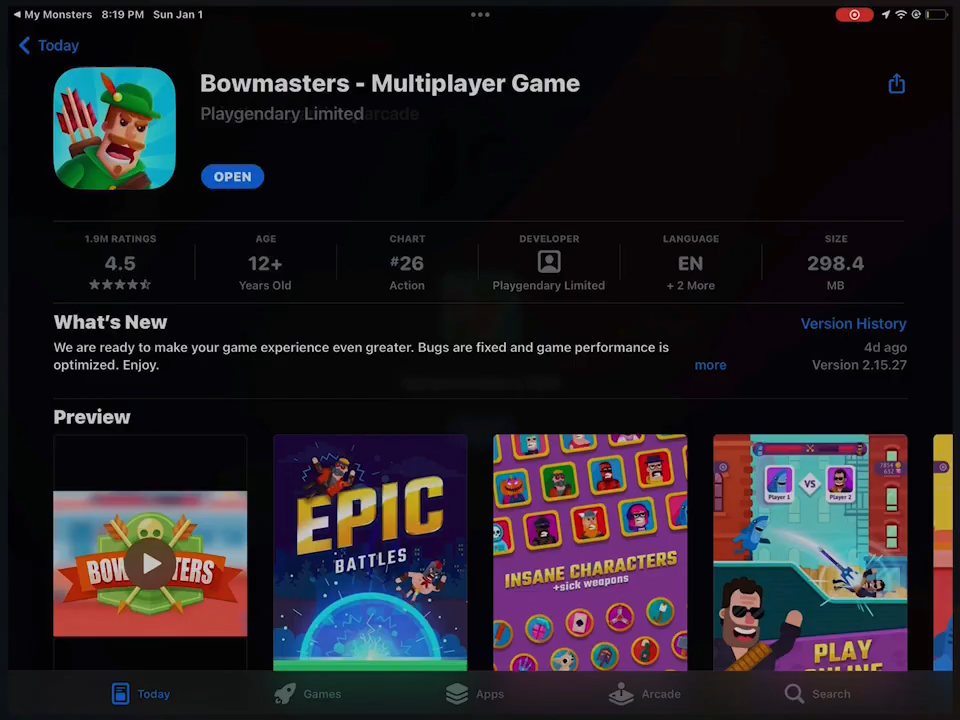 ◀ My Monsters 8:19 PM Sun Jan 1
Today
Bowmasters - Multiplayer Game
Playgendary Limited
arcade
OPEN
1.9M RATINGS
4.5
AGE
12+
Years Old
CHART
#26
Action
DEVELOPER
Playgendary Limited
LANGUAGE
EN
+ 2 More
SIZE
298.4
MB
What's New
Version History
We are ready to make your game experience even greater. Bugs are fixed and game performance is
optimized. Enjoy.
more
4d ago
Version 2.15.27
Preview
EPIC
BATTLES
INSANE CHARACTERS
+sick weapons
Player 1
VS
Player 2
PLAY
ONLINE
Today
Games
Apps
Arcade
Search